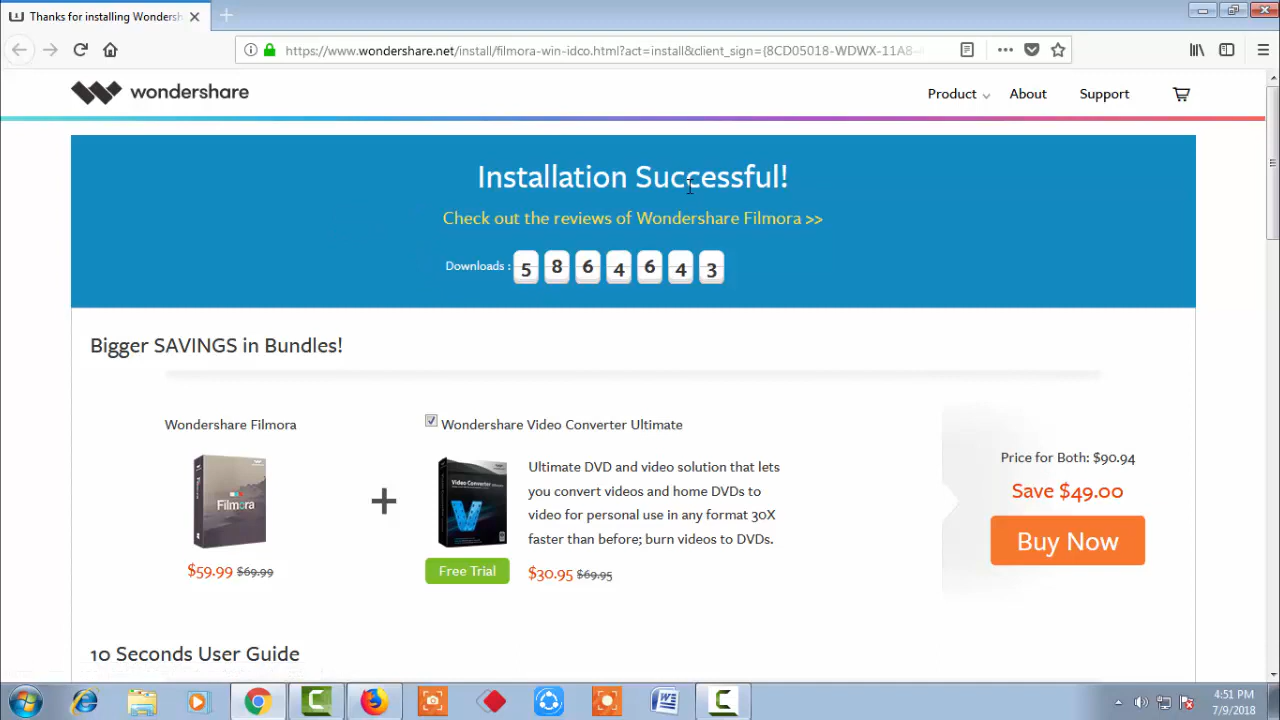 Thanks for installing Wondersh
https://www.wondershare.net/install/filmora-win-idco.html?act=install&client_sign={8CD05018-WDWX-11A8-
wondershare
Product About Support
Installation Successful!
Check out the reviews of Wondershare Filmora >>
Downloads : 5 8 6 4 6 4 3
Bigger SAVINGS in Bundles!
Wondershare Filmora
Filmora
$59.99 $69.99
+
Wondershare Video Converter Ultimate
Video Converter
Ultimate DVD and video solution that lets
you convert videos and home DVDs to
video for personal use in any format 30X
faster than before; burn videos to DVDs.
Free Trial
$30.95 $69.95
Price for Both: $90.94
Save $49.00
Buy Now
10 Seconds User Guide
4:51 PM
7/9/2018